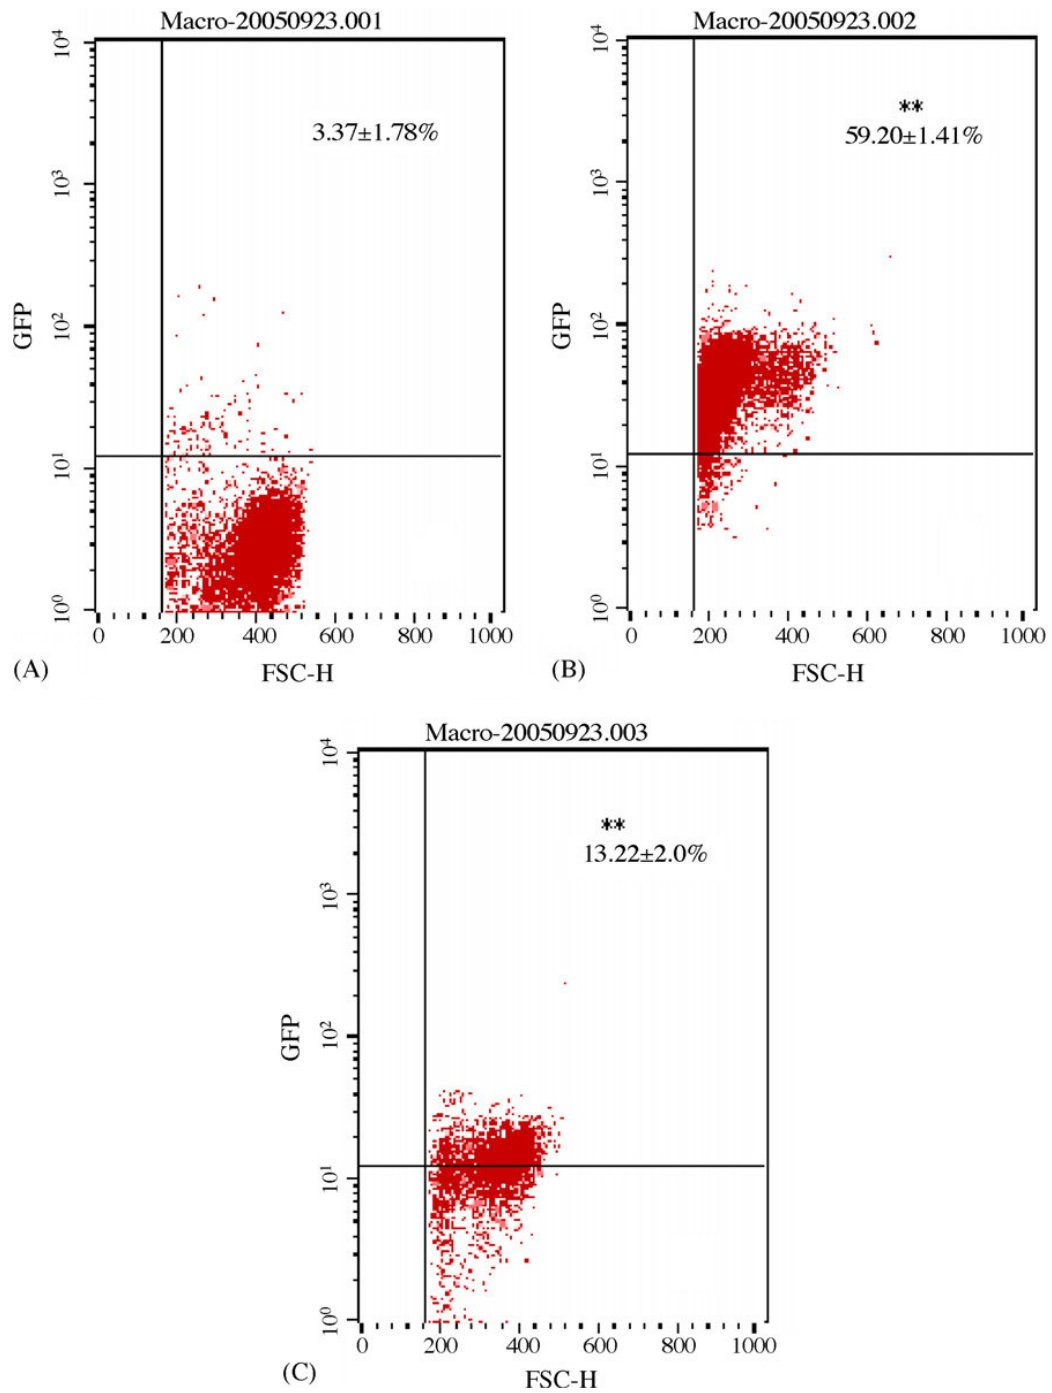 Macro-20050923.001
10⁴
10³
10²
10¹
10⁰
GFP
3.37±1.78%
0 200 400 600 800 1000
FSC-H
(A)
Macro-20050923.002
10⁴
10³
10²
10¹
10⁰
GFP
**
59.20±1.41%
0 200 400 600 800 1000
FSC-H
(B)
Macro-20050923.003
10⁴
10³
10²
10¹
10⁰
GFP
**
13.22±2.0%
0 200 400 600 800 1000
FSC-H
(C)